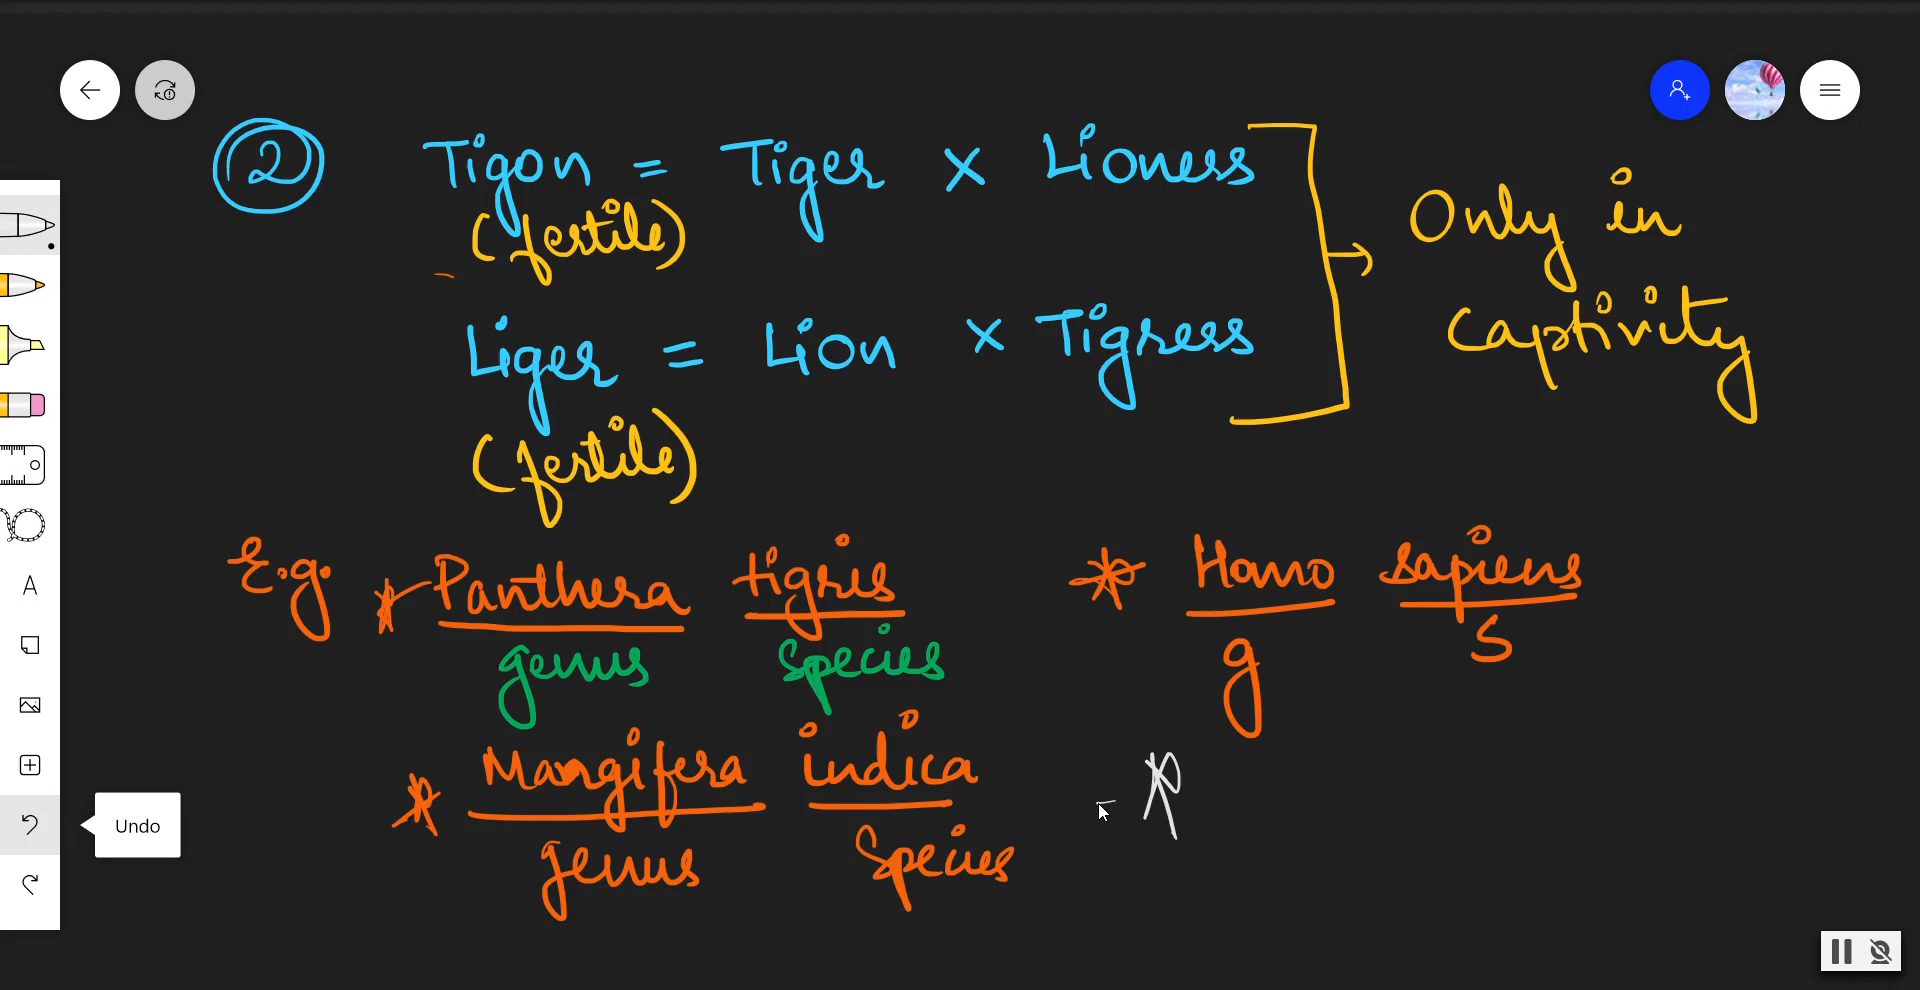 ② Tigon = Tiger × Lioness
(fertile)
Liger = Lion × Tigress
(fertile)
Only in
Captivity
E.g. * Panthera tigris * Homo sapiens
genus species g S
* Mangifera indica - *
genus Species
A
Undo